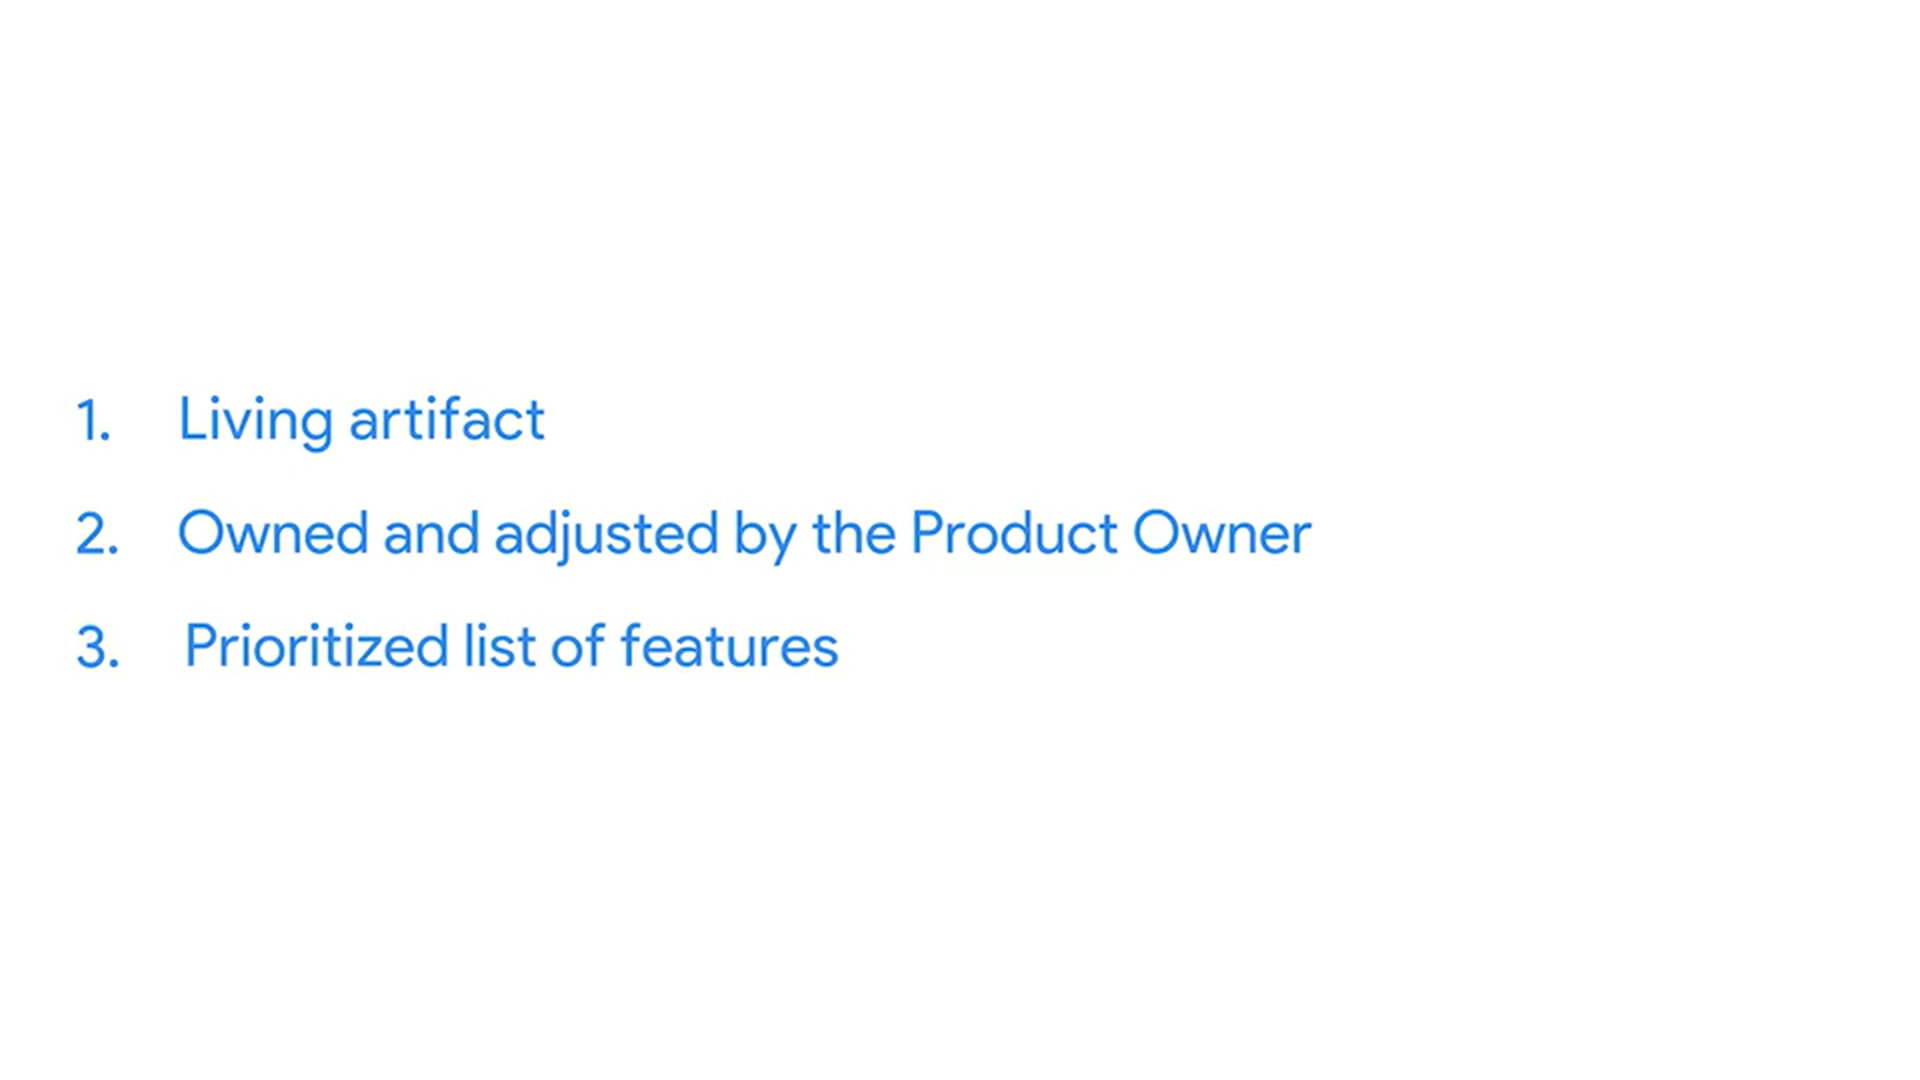 1. Living artifact
2. Owned and adjusted by the Product Owner
3. Prioritized list of features